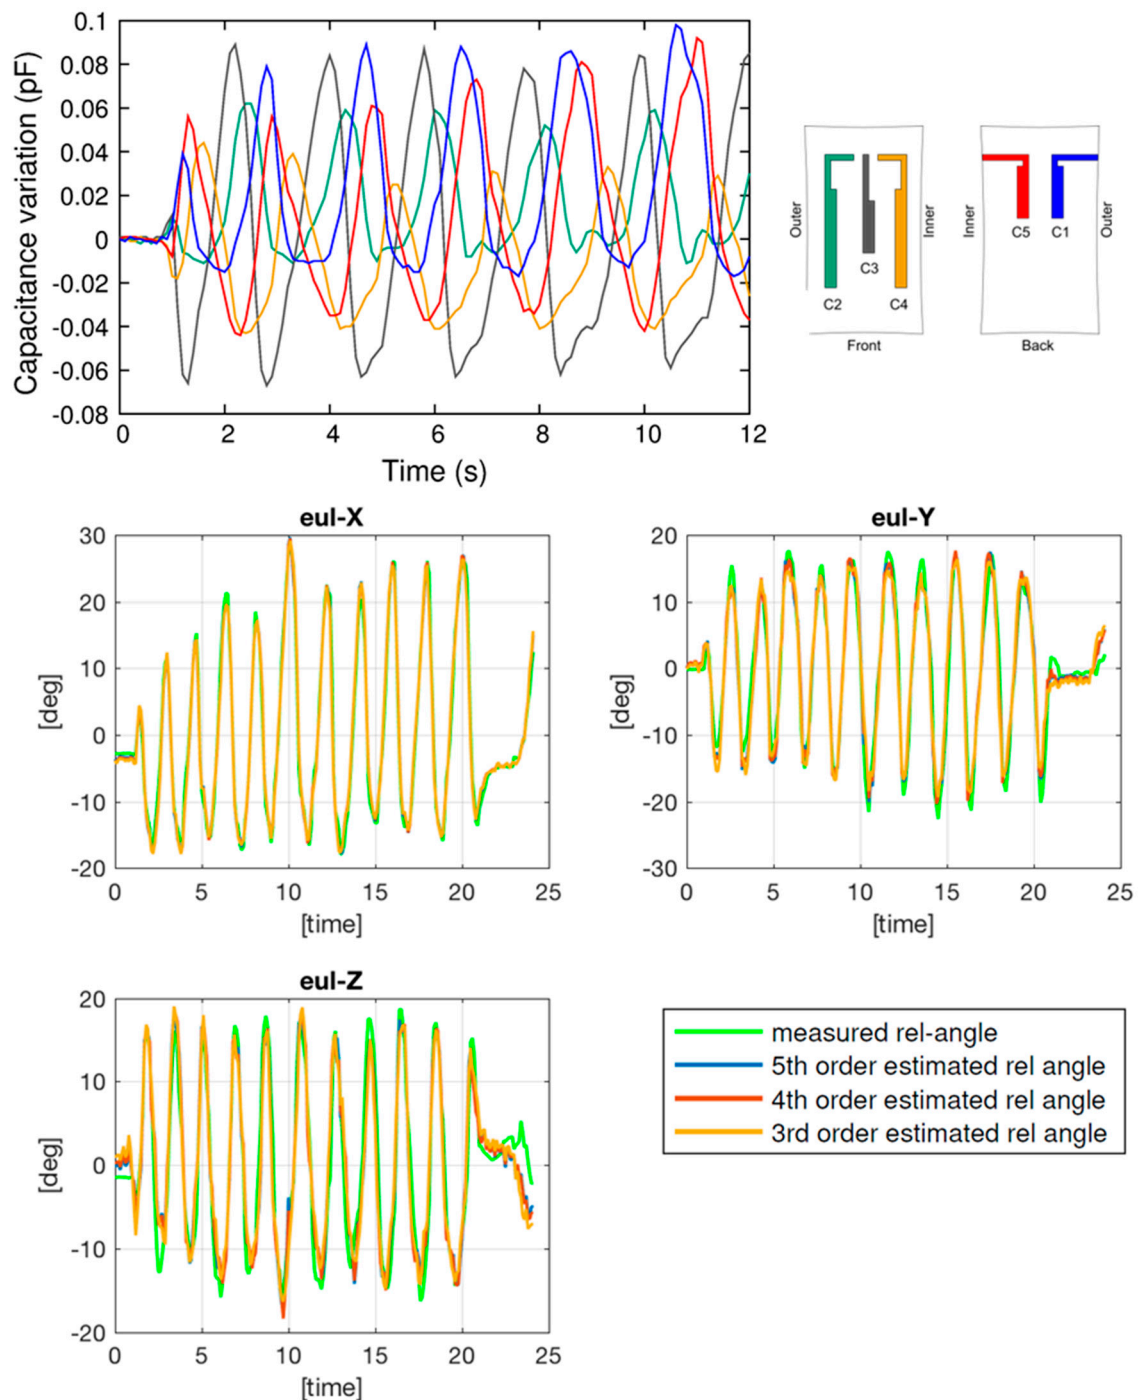 0.1
0.08
0.06
0.04
0.02
0
-0.02
-0.04
-0.06
-0.08
Capacitance variation (pF)
0 2 4 6 8 10 12
Time (s)
Outer
C2
C3
C4
Inner
Front
Inner
C5 C1
Outer
Back
eul-X
30
20
10
0
-10
-20
[deg]
0 5 10 15 20 25
[time]
eul-Y
20
10
0
-10
-20
-30
[deg]
0 5 10 15 20 25
[time]
eul-Z
20
10
0
-10
-20
[deg]
0 5 10 15 20 25
[time]
measured rel-angle
5th order estimated rel angle
4th order estimated rel angle
3rd order estimated rel angle